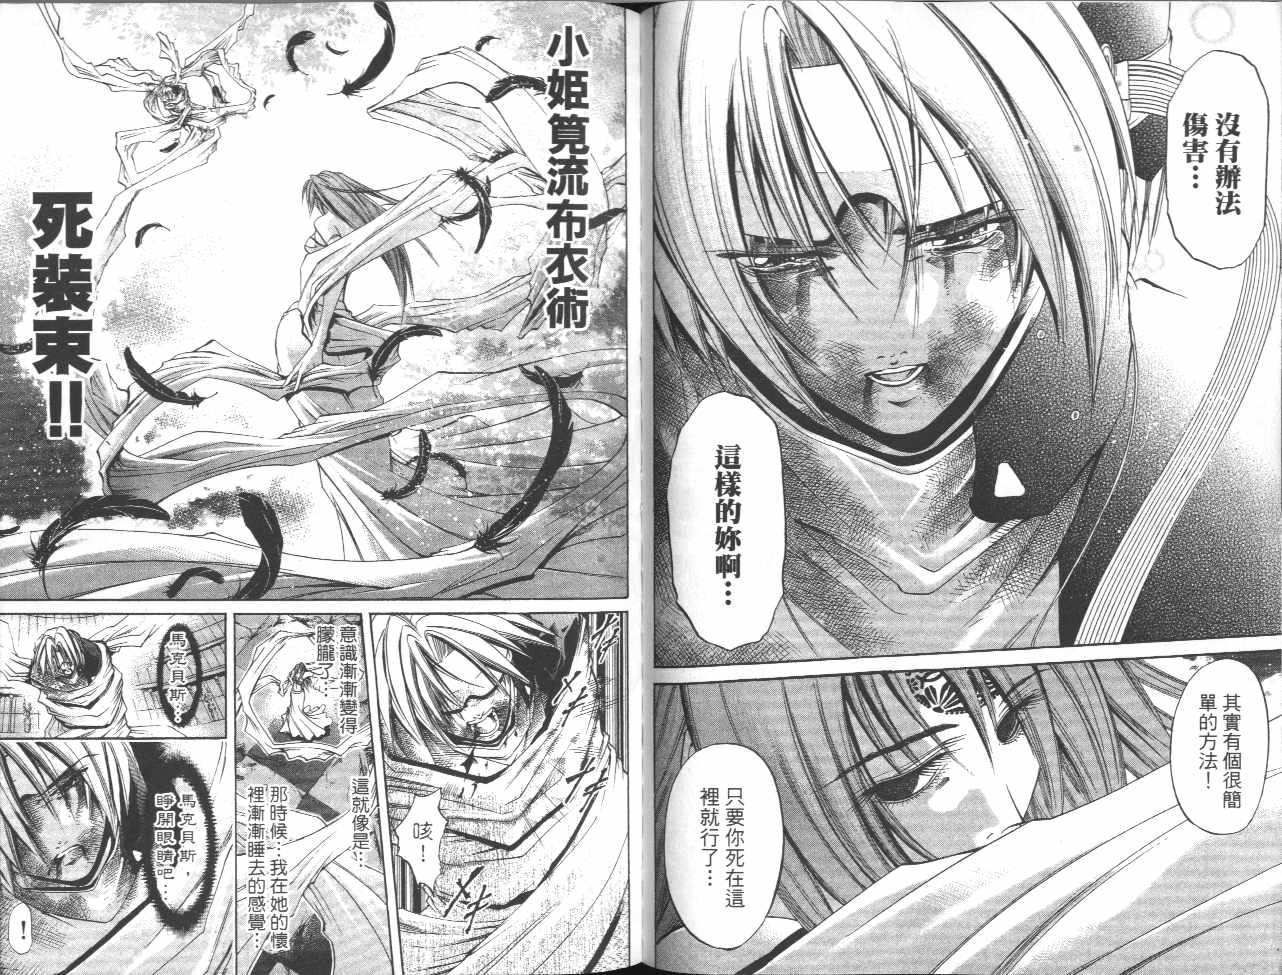 沒有辦法
傷害…
這樣的妳啊…
其實有個很簡
單的方法！
只要你死在這
裡就行了…
小姬筧流布衣術
死裝束!!
咳！
意識漸漸變得
朦朧了…
這就像是…
那時候…我在她的懷
裡漸漸睡去的感覺…
馬克貝斯…
馬克貝斯，
睜開眼睛吧…
！